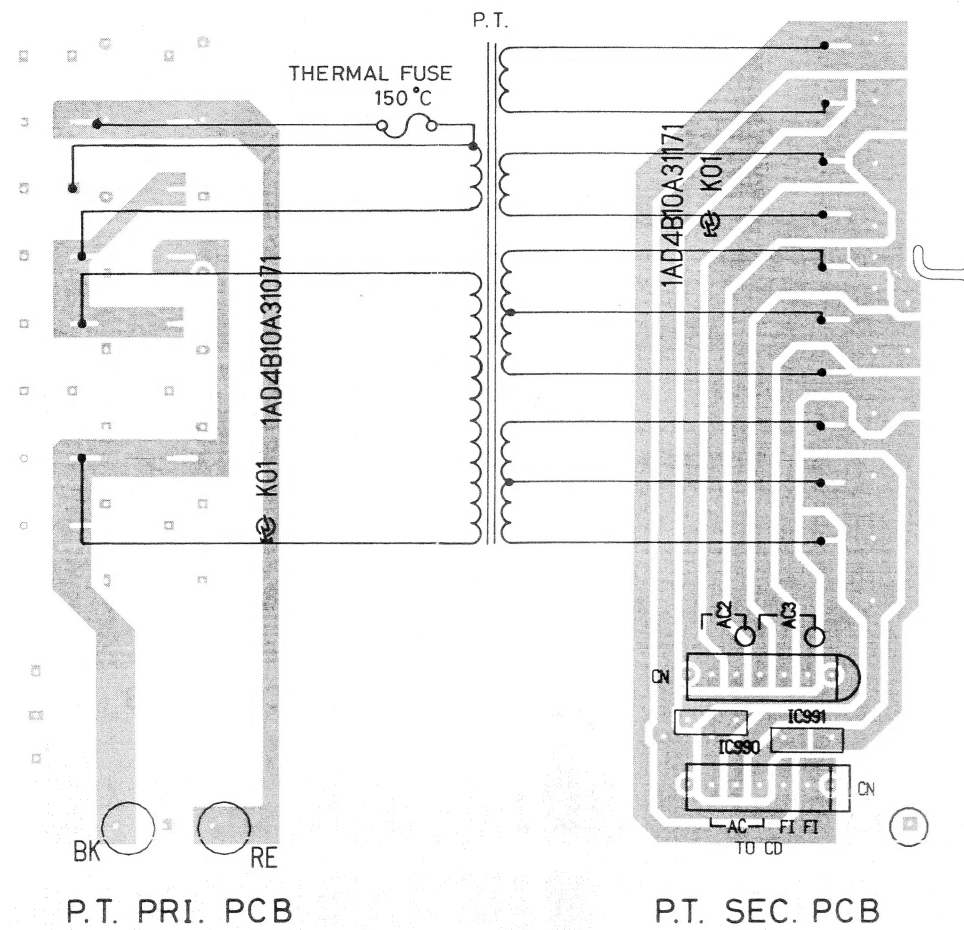 P.T.
THERMAL FUSE
150°C
1AD4B10A31171
K01
1AD4B10A31071
K01
AC2
AC3
CN
IC991
IC990
CN
AC
FI FI
TO CD
BK
RE
P.T. PRI. PCB
P.T. SEC. PCB